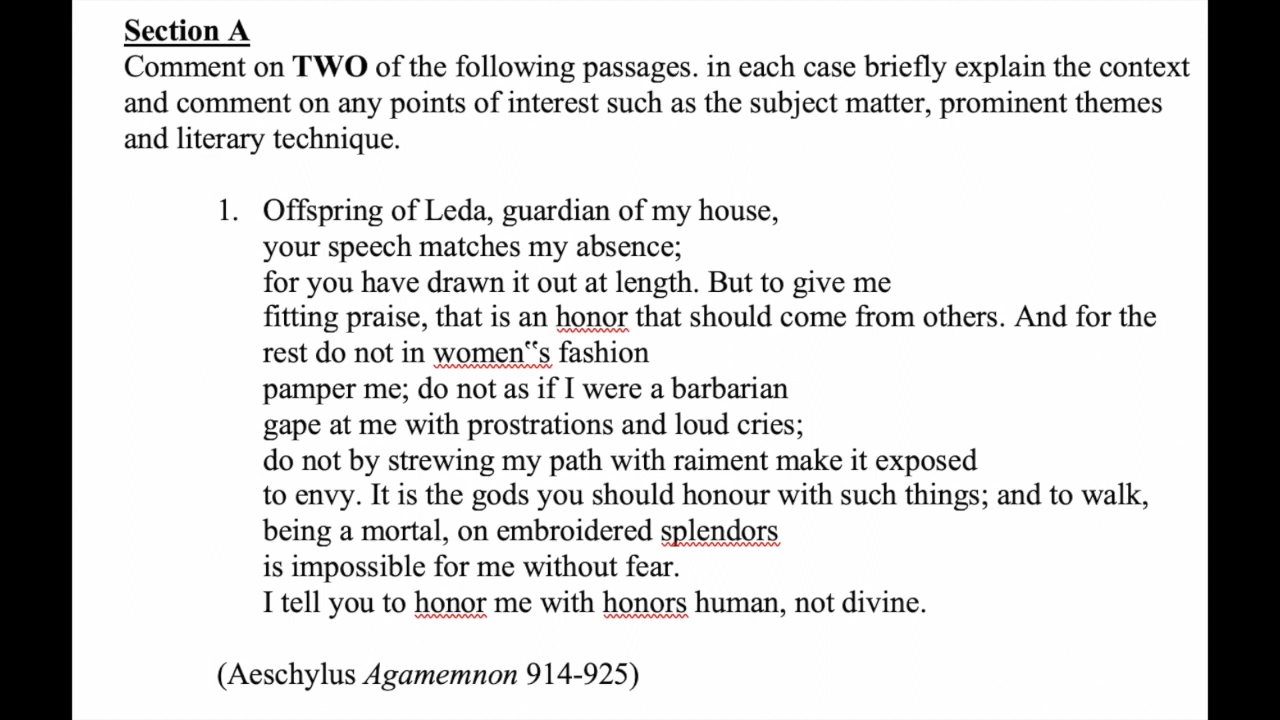 Section A
Comment on TWO of the following passages. in each case briefly explain the context
and comment on any points of interest such as the subject matter, prominent themes
and literary technique.
1. Offspring of Leda, guardian of my house,
your speech matches my absence;
for you have drawn it out at length. But to give me
fitting praise, that is an honor that should come from others. And for the
rest do not in women‟s fashion
pamper me; do not as if I were a barbarian
gape at me with prostrations and loud cries;
do not by strewing my path with raiment make it exposed
to envy. It is the gods you should honour with such things; and to walk,
being a mortal, on embroidered splendors
is impossible for me without fear.
I tell you to honor me with honors human, not divine.
(Aeschylus Agamemnon 914-925)